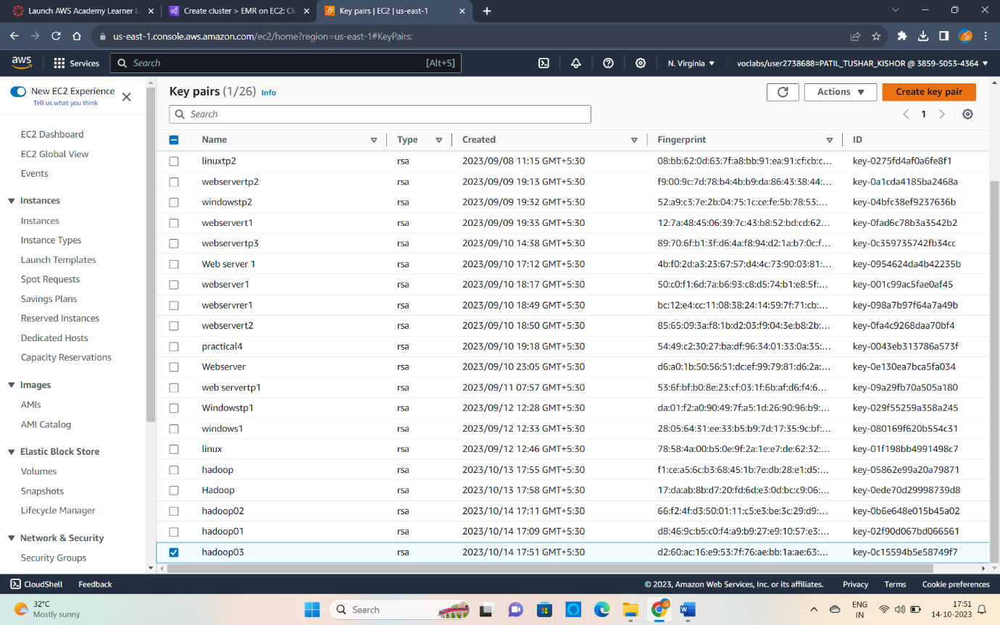 Launch AWS Academy Learner L
Create cluster > EMR on EC2: Clu
Key pairs | EC2 | us-east-1
us-east-1.console.aws.amazon.com/ec2/home?region=us-east-1#KeyPairs:
aws Services Search [Alt+S] N. Virginia voclabs/user2738688=PATIL_TUSHAR_KISHOR @ 3859-5053-4364
New EC2 Experience
Tell us what you think
EC2 Dashboard
EC2 Global View
Events
Instances
Instances
Instance Types
Launch Templates
Spot Requests
Savings Plans
Reserved Instances
Dedicated Hosts
Capacity Reservations
Images
AMIs
AMI Catalog
Elastic Block Store
Volumes
Snapshots
Lifecycle Manager
Network & Security
Security Groups
Key pairs (1/26) Info
Actions
Create key pair
Search
1
Name Type Created Fingerprint ID
linuxtp2 rsa 2023/09/08 11:15 GMT+5:30 08:bb:62:0d:63:7f:a8:bb:91:ea:91:cf:cb:c... key-0275fd4af0a6fe8f1
webservertp2 rsa 2023/09/09 19:13 GMT+5:30 f9:00:9c:7d:78:b4:4b:b9:da:86:43:38:44:... key-0a1cda4185ba2468a
windowstp2 rsa 2023/09/09 19:32 GMT+5:30 52:a9:c3:7e:2b:04:75:1c:ce:fe:5b:78:53:... key-04bfc38ef9237636b
webservert1 rsa 2023/09/09 19:33 GMT+5:30 12:7a:48:45:06:39:7c:43:b8:52:bd:cd:62... key-0fad6c78b3a3542b2
webservertp3 rsa 2023/09/10 14:38 GMT+5:30 89:70:6f:b1:3f:d6:4a:f8:94:d2:1a:b7:0c:f... key-0c359735742fb34cc
Web server 1 rsa 2023/09/10 17:12 GMT+5:30 4b:f0:2d:a3:23:67:57:d4:4c:73:90:03:81:... key-0954624da4b42235b
webserver1 rsa 2023/09/10 18:17 GMT+5:30 50:c0:f1:6d:7a:b6:93:c8:d5:74:b1:e8:5f:... key-001c99ac5fae0af45
webservrer1 rsa 2023/09/10 18:49 GMT+5:30 bc:12:e4:cc:11:08:38:24:14:59:7f:71:cb:... key-098a7b97f64a7a49b
webservert2 rsa 2023/09/10 18:50 GMT+5:30 85:65:09:3a:f8:1b:d2:03:f9:04:3e:b8:2b:... key-0fa4c9268daa70bf4
practical4 rsa 2023/09/10 19:18 GMT+5:30 54:49:c2:30:27:ba:df:96:34:01:33:0a:35:... key-0043eb313786a573f
Webserver rsa 2023/09/10 23:05 GMT+5:30 d6:a0:1b:50:56:51:dc:ef:99:79:81:d6:2a:... key-0e130ea7bca5fa034
web servertp1 rsa 2023/09/11 07:57 GMT+5:30 53:6f:bf:b0:8e:23:cf:03:1f:6b:af:d6:f4:6... key-09a29fb70a505a180
Windowstp1 rsa 2023/09/12 12:28 GMT+5:30 da:01:f2:a0:90:49:7f:a5:1d:26:90:96:b9:... key-029f55259a358a245
windows1 rsa 2023/09/12 12:33 GMT+5:30 28:05:64:31:ee:33:b5:b9:7d:17:35:9c:bf:... key-080169f620b554c31
linux rsa 2023/09/12 12:46 GMT+5:30 78:58:4a:00:b5:0e:9f:2a:1e:e7:de:62:32:... key-01f198bb4991498c7
hadoop rsa 2023/10/13 17:55 GMT+5:30 f1:ce:a5:6c:b3:68:45:1b:7e:db:28:e1:d5:... key-05862e99a20a79871
Hadoop rsa 2023/10/13 17:58 GMT+5:30 17:da:ab:8b:d7:20:fd:6d:e3:0d:bc:c9:06:... key-0ede70d29998739d8
hadoop02 rsa 2023/10/14 17:11 GMT+5:30 66:f2:4f:d3:50:01:11:c5:e3:be:3c:29:d9:... key-0b6e648e015b45a02
hadoop01 rsa 2023/10/14 17:09 GMT+5:30 d8:46:9c:b5:c0:f4:a9:b9:27:e9:10:57:e3:... key-02f90d067bd066561
hadoop03 rsa 2023/10/14 17:51 GMT+5:30 d2:60:ac:16:e9:53:7f:76:ae:bb:1a:ae:63:... key-0c15594b5e58749f7
CloudShell Feedback © 2023, Amazon Web Services, Inc. or its affiliates. Privacy Terms Cookie preferences
32°C
Mostly sunny
Search
ENG
IN
17:51
14-10-2023